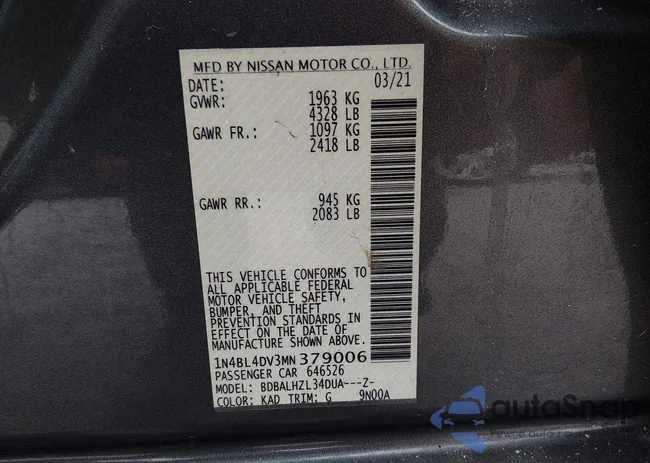 MFD BY NISSAN MOTOR CO., LTD.
DATE: 03/21
GVWR: 1963 KG
4328 LB
GAWR FR.: 1097 KG
2418 LB
GAWR RR.: 945 KG
2083 LB
THIS VEHICLE CONFORMS TO
ALL APPLICABLE FEDERAL
MOTOR VEHICLE SAFETY,
BUMPER, AND THEFT
PREVENTION STANDARDS IN
EFFECT ON THE DATE OF
MANUFACTURE SHOWN ABOVE.
1N4BL4DV3MN379006
PASSENGER CAR 646526
MODEL: BDBALHZL34DUA---Z-
COLOR: KAD TRIM: G 9N00A
autoSnap